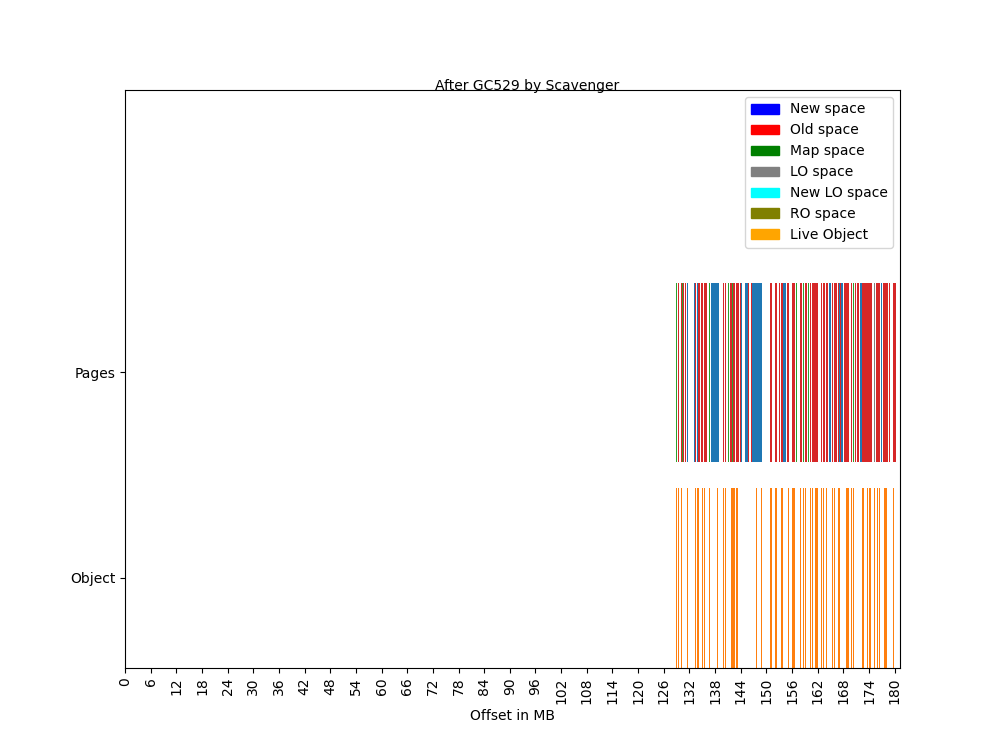 After GC529 by Scavenger
New space
Old space
Map space
LO space
New LO space
RO space
Live Object
Pages
Object
0 6 12 18 24 30 36 42 48 54 60 66 72 78 84 90 96 102 108 114 120 126 132 138 144 150 156 162 168 174 180
Offset in MB